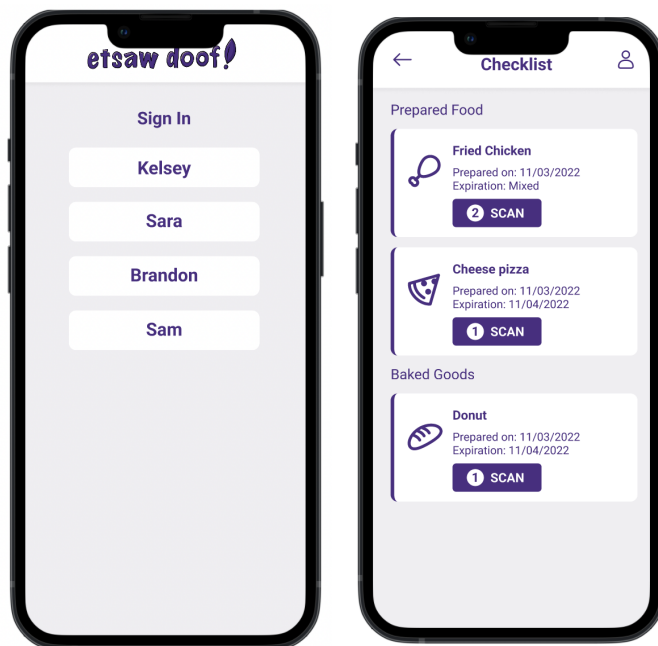 etsaw doof!
Sign In
Kelsey
Sara
Brandon
Sam
Checklist
Prepared Food
Fried Chicken
Prepared on: 11/03/2022
Expiration: Mixed
2 SCAN
Cheese pizza
Prepared on: 11/03/2022
Expiration: 11/04/2022
1 SCAN
Baked Goods
Donut
Prepared on: 11/03/2022
Expiration: 11/04/2022
1 SCAN